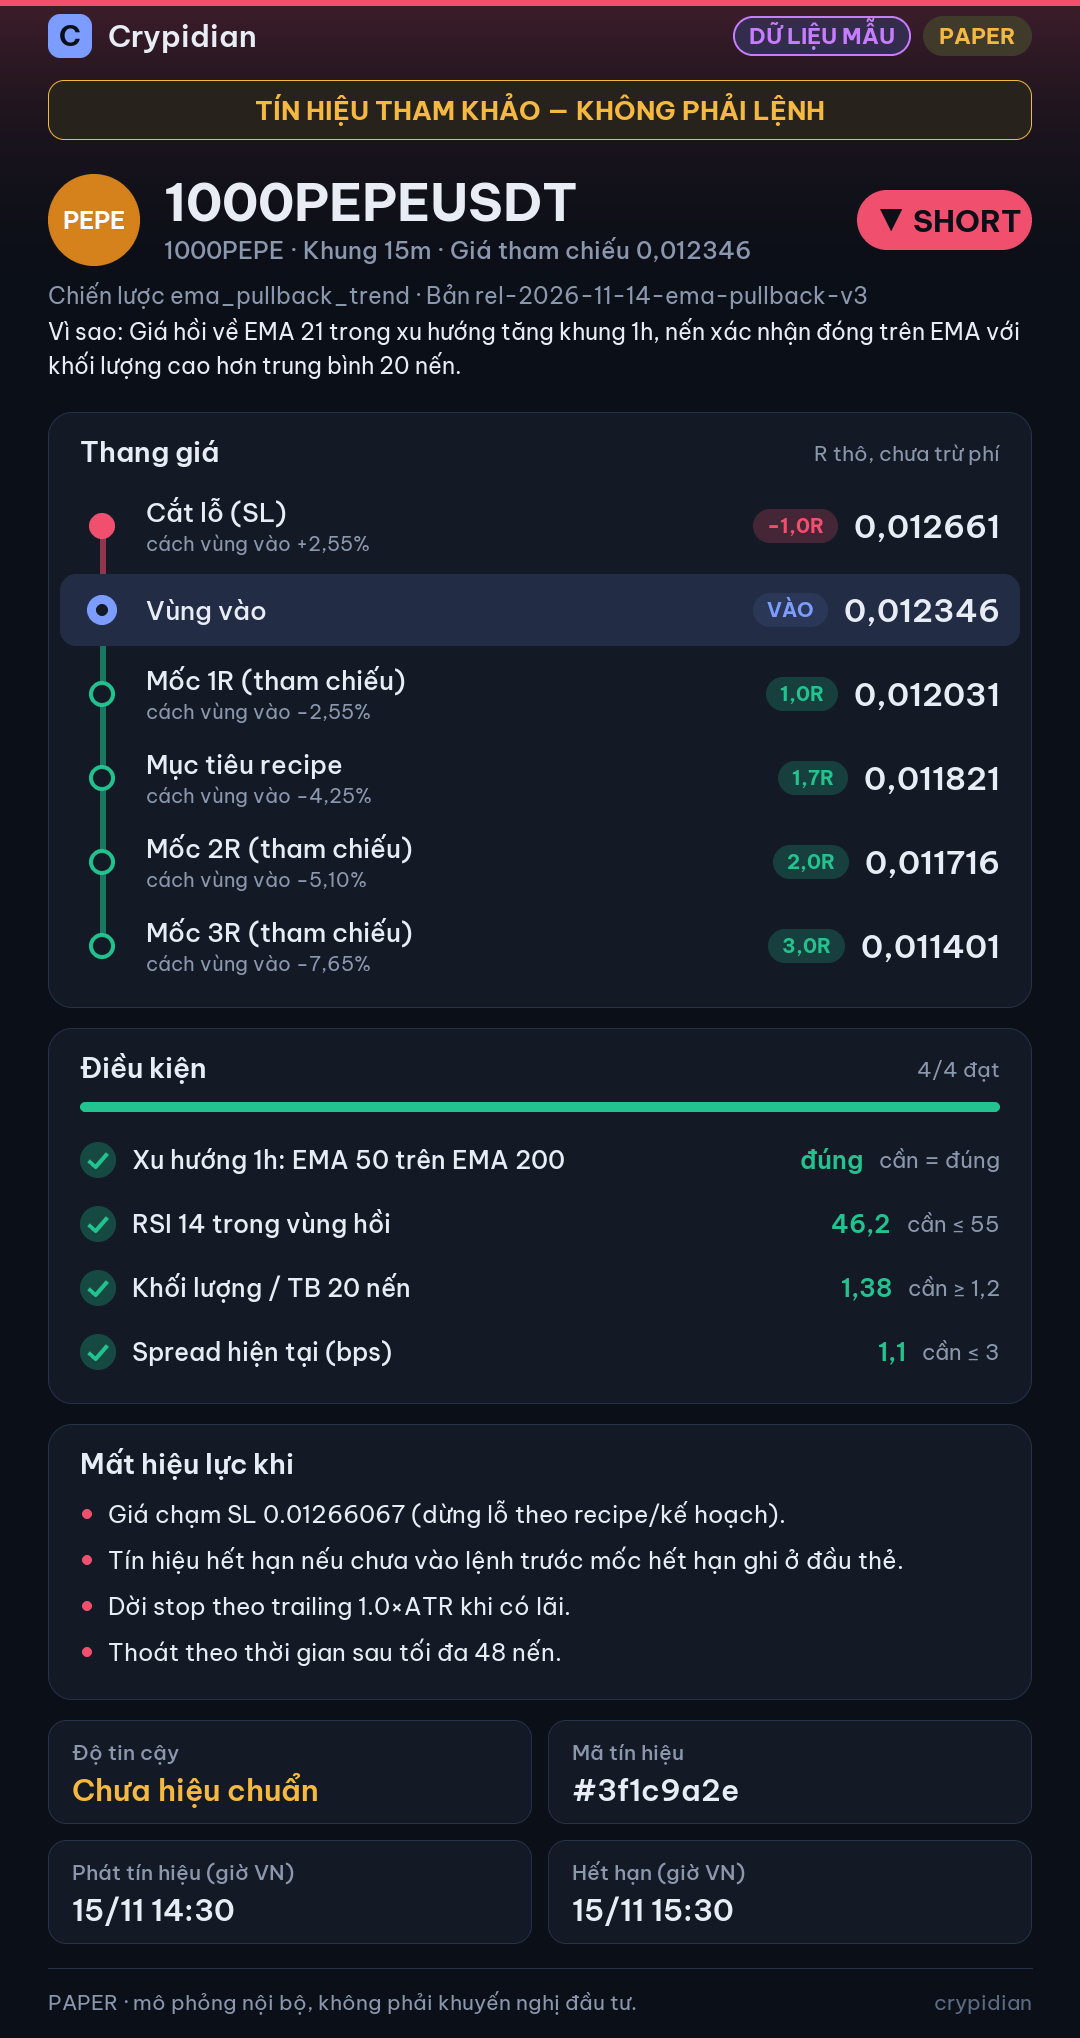 C Crypidian DỮ LIỆU MẪU PAPER
TÍN HIỆU THAM KHẢO — KHÔNG PHẢI LỆNH
PEPE 1000PEPEUSDT ▼ SHORT
1000PEPE · Khung 15m · Giá tham chiếu 0,012346
Chiến lược ema_pullback_trend · Bản rel-2026-11-14-ema-pullback-v3
Vì sao: Giá hồi về EMA 21 trong xu hướng tăng khung 1h, nến xác nhận đóng trên EMA với
khối lượng cao hơn trung bình 20 nến.
Thang giá R thô, chưa trừ phí
Cắt lỗ (SL) -1,0R 0,012661
cách vùng vào +2,55%
Vùng vào VÀO 0,012346
Mốc 1R (tham chiếu) 1,0R 0,012031
cách vùng vào -2,55%
Mục tiêu recipe 1,7R 0,011821
cách vùng vào -4,25%
Mốc 2R (tham chiếu) 2,0R 0,011716
cách vùng vào -5,10%
Mốc 3R (tham chiếu) 3,0R 0,011401
cách vùng vào -7,65%
Điều kiện 4/4 đạt
Xu hướng 1h: EMA 50 trên EMA 200 đúng cần = đúng
RSI 14 trong vùng hồi 46,2 cần ≤ 55
Khối lượng / TB 20 nến 1,38 cần ≥ 1,2
Spread hiện tại (bps) 1,1 cần ≤ 3
Mất hiệu lực khi
• Giá chạm SL 0.01266067 (dừng lỗ theo recipe/kế hoạch).
• Tín hiệu hết hạn nếu chưa vào lệnh trước mốc hết hạn ghi ở đầu thẻ.
• Dời stop theo trailing 1.0×ATR khi có lãi.
• Thoát theo thời gian sau tối đa 48 nến.
Độ tin cậy Mã tín hiệu
Chưa hiệu chuẩn #3f1c9a2e
Phát tín hiệu (giờ VN) Hết hạn (giờ VN)
15/11 14:30 15/11 15:30
PAPER · mô phỏng nội bộ, không phải khuyến nghị đầu tư. crypidian